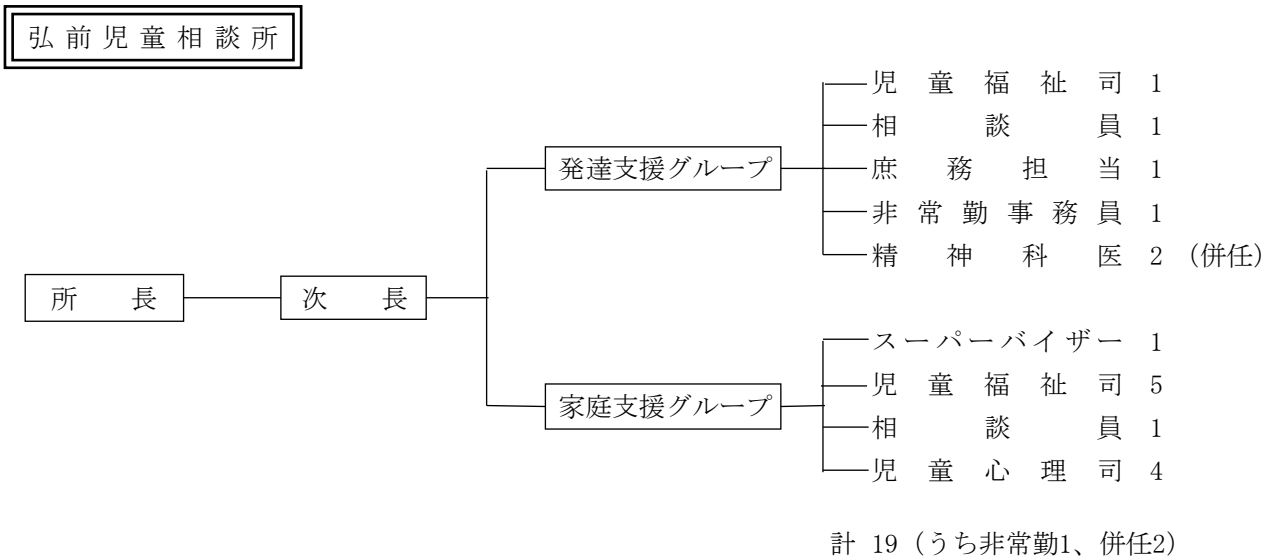 弘前児童相談所
児童福祉司 1
相談員 1
発達支援グループ
庶務担当 1
非常勤事務員 1
精神科医 2 (併任)
所長
次長
スーパーバイザー 1
児童福祉司 5
家庭支援グループ
相談員 1
児童心理司 4
計 19 (うち非常勤1、併任2)